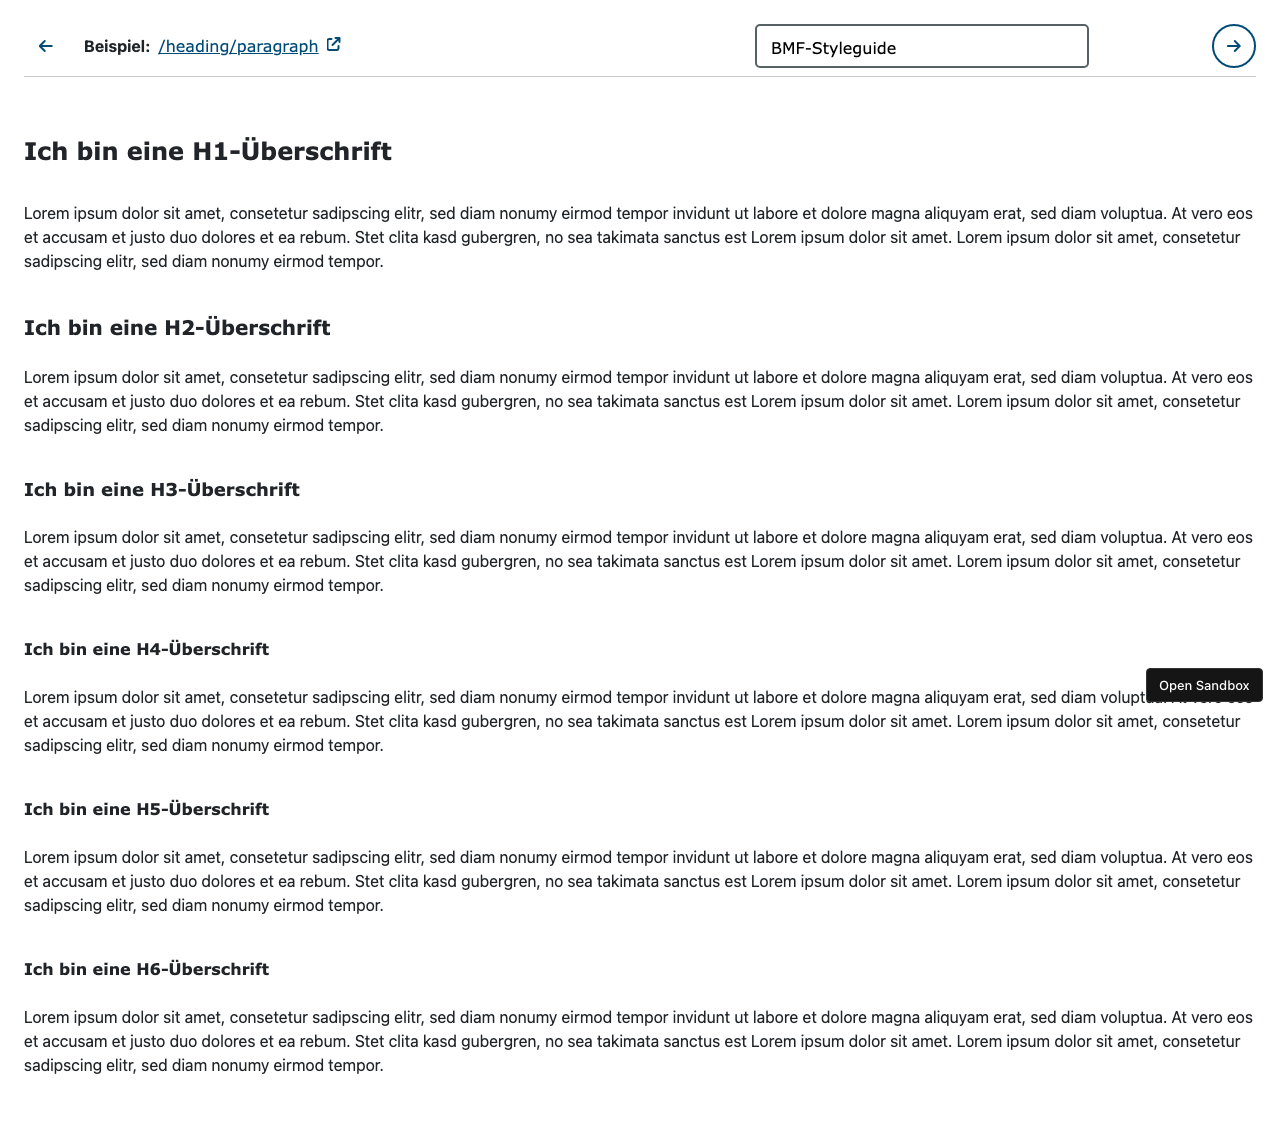 Beispiel: /heading/paragraph
BMF-Styleguide
Ich bin eine H1-Überschrift
Lorem ipsum dolor sit amet, consetetur sadipscing elitr, sed diam nonumy eirmod tempor invidunt ut labore et dolore magna aliquyam erat, sed diam voluptua. At vero eos
et accusam et justo duo dolores et ea rebum. Stet clita kasd gubergren, no sea takimata sanctus est Lorem ipsum dolor sit amet. Lorem ipsum dolor sit amet, consetetur
sadipscing elitr, sed diam nonumy eirmod tempor.
Ich bin eine H2-Überschrift
Lorem ipsum dolor sit amet, consetetur sadipscing elitr, sed diam nonumy eirmod tempor invidunt ut labore et dolore magna aliquyam erat, sed diam voluptua. At vero eos
et accusam et justo duo dolores et ea rebum. Stet clita kasd gubergren, no sea takimata sanctus est Lorem ipsum dolor sit amet. Lorem ipsum dolor sit amet, consetetur
sadipscing elitr, sed diam nonumy eirmod tempor.
Ich bin eine H3-Überschrift
Lorem ipsum dolor sit amet, consetetur sadipscing elitr, sed diam nonumy eirmod tempor invidunt ut labore et dolore magna aliquyam erat, sed diam voluptua. At vero eos
et accusam et justo duo dolores et ea rebum. Stet clita kasd gubergren, no sea takimata sanctus est Lorem ipsum dolor sit amet. Lorem ipsum dolor sit amet, consetetur
sadipscing elitr, sed diam nonumy eirmod tempor.
Ich bin eine H4-Überschrift
Open Sandbox
Lorem ipsum dolor sit amet, consetetur sadipscing elitr, sed diam nonumy eirmod tempor invidunt ut labore et dolore magna aliquyam erat, sed diam
et accusam et justo duo dolores et ea rebum. Stet clita kasd gubergren, no sea takimata sanctus est Lorem ipsum dolor sit amet. Lorem ipsum dolor sit amet, consetetur
sadipscing elitr, sed diam nonumy eirmod tempor.
Ich bin eine H5-Überschrift
Lorem ipsum dolor sit amet, consetetur sadipscing elitr, sed diam nonumy eirmod tempor invidunt ut labore et dolore magna aliquyam erat, sed diam voluptua. At vero eos
et accusam et justo duo dolores et ea rebum. Stet clita kasd gubergren, no sea takimata sanctus est Lorem ipsum dolor sit amet. Lorem ipsum dolor sit amet, consetetur
sadipscing elitr, sed diam nonumy eirmod tempor.
Ich bin eine H6-Überschrift
Lorem ipsum dolor sit amet, consetetur sadipscing elitr, sed diam nonumy eirmod tempor invidunt ut labore et dolore magna aliquyam erat, sed diam voluptua. At vero eos
et accusam et justo duo dolores et ea rebum. Stet clita kasd gubergren, no sea takimata sanctus est Lorem ipsum dolor sit amet. Lorem ipsum dolor sit amet, consetetur
sadipscing elitr, sed diam nonumy eirmod tempor.